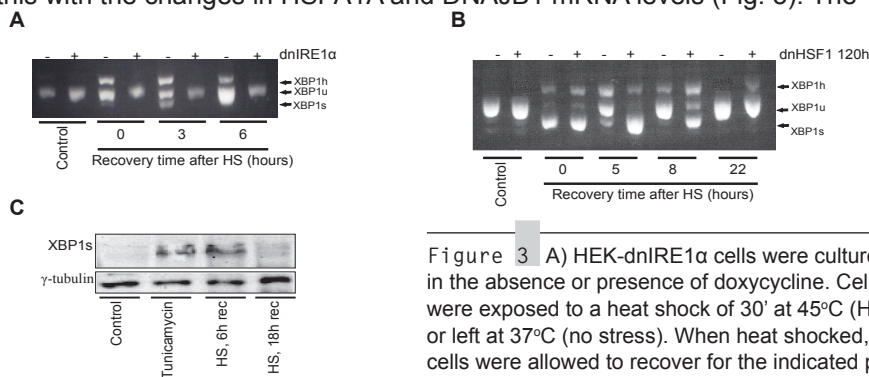 this with the changes in HSPA1A and DNAJB1 mRNA levels (Fig. 3). The
A
- + - + - + - + dnIRE1α
XBP1h
XBP1u
XBP1s
Control
0 3 6
Recovery time after HS (hours)
B
- + - + - + - + - + dnHSF1 120h
XBP1h
XBP1u
XBP1s
Control
0 5 8 22
Recovery time after HS (hours)
C
XBP1s
γ-tubulin
Control
Tunicamycin
HS, 6h rec
HS, 18h rec
Figure 3 A) HEK-dnIRE1α cells were cultured
in the absence or presence of doxycycline. Cel
were exposed to a heat shock of 30' at 45ºC (H
or left at 37ºC (no stress). When heat shocked,
cells were allowed to recover for the indicated p